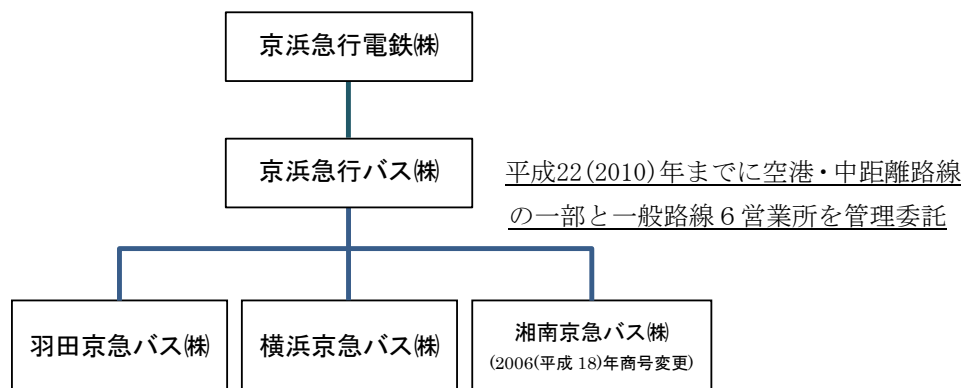 京浜急行電鉄㈱
京浜急行バス㈱
平成22(2010)年までに空港・中距離路線
の一部と一般路線６営業所を管理委託
羽田京急バス㈱
横浜京急バス㈱
湘南京急バス㈱
(2006(平成 18)年商号変更)